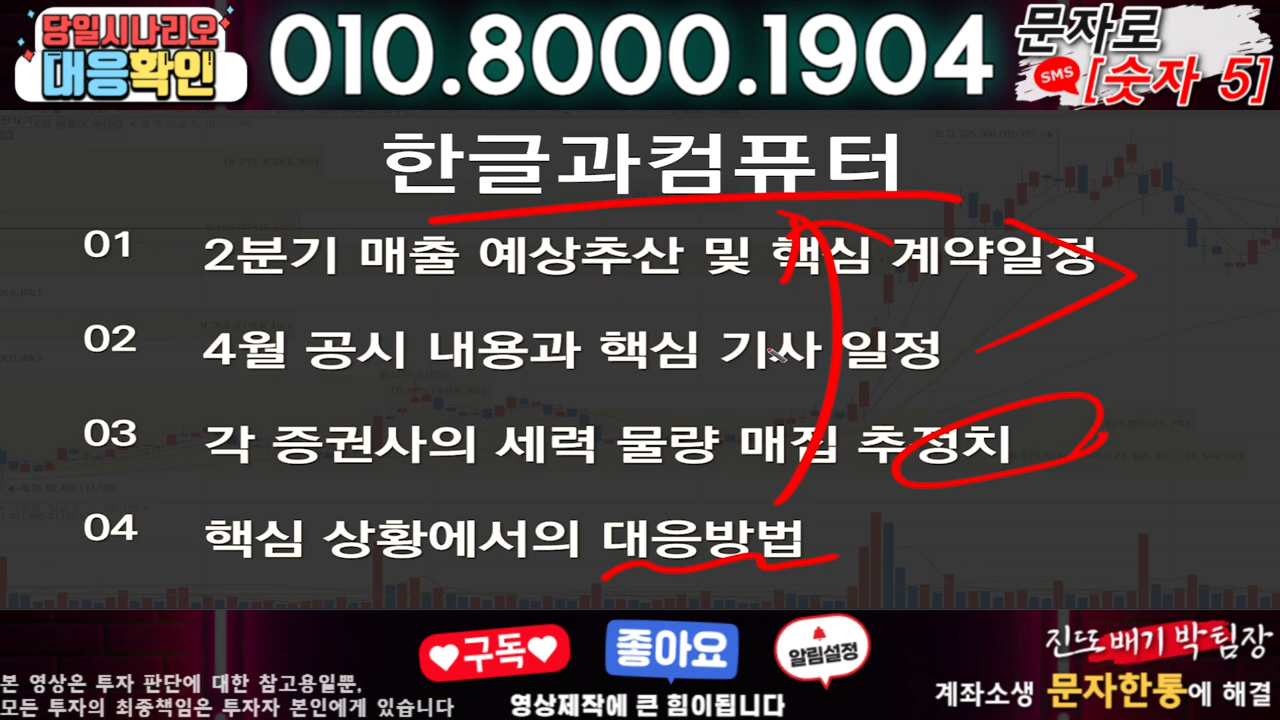 당일시나리오
대응확인
010.8000.1904
문자로
SMS
[숫자 5]
한글과컴퓨터
01 2분기 매출 예상추산 및 핵심 계약일정
02 4월 공시 내용과 핵심 기사 일정
03 각 증권사의 세력 물량 매집 추정치
04 핵심 상황에서의 대응방법
구독
좋아요
알림설정
영상제작에 큰 힘이됩니다
본 영상은 투자 판단에 대한 참고용일뿐,
모든 투자의 최종책임은 투자자 본인에게 있습니다
진또배기 박팀장
계좌소생 문자한통에 해결